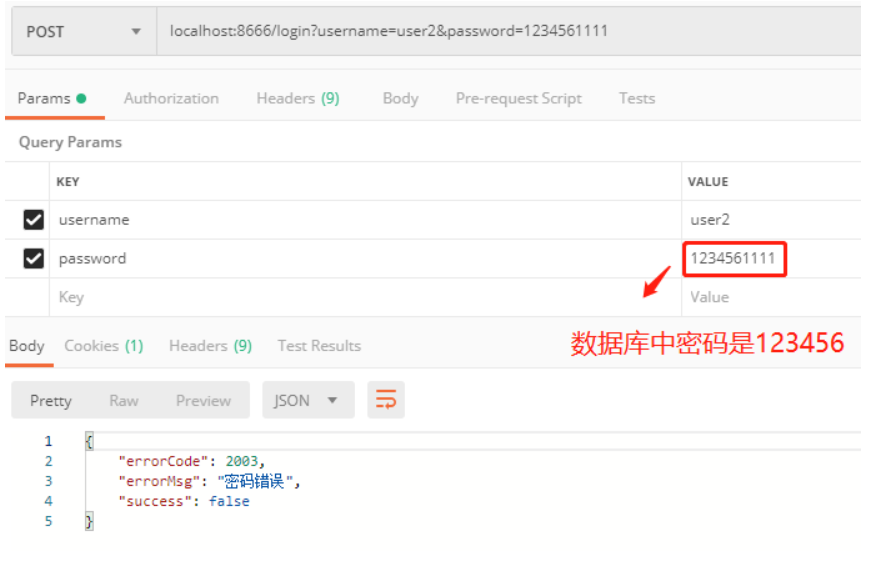 POST localhost:8666/login?username=user2&password=1234561111
Params Authorization Headers (9) Body Pre-request Script Tests
Query Params
KEY VALUE
username user2
password 1234561111
Key Value
数据库中密码是123456
Body Cookies (1) Headers (9) Test Results
Pretty Raw Preview JSON
1 {
2 "errorCode": 2003,
3 "errorMsg": "密码错误",
4 "success": false
5 }